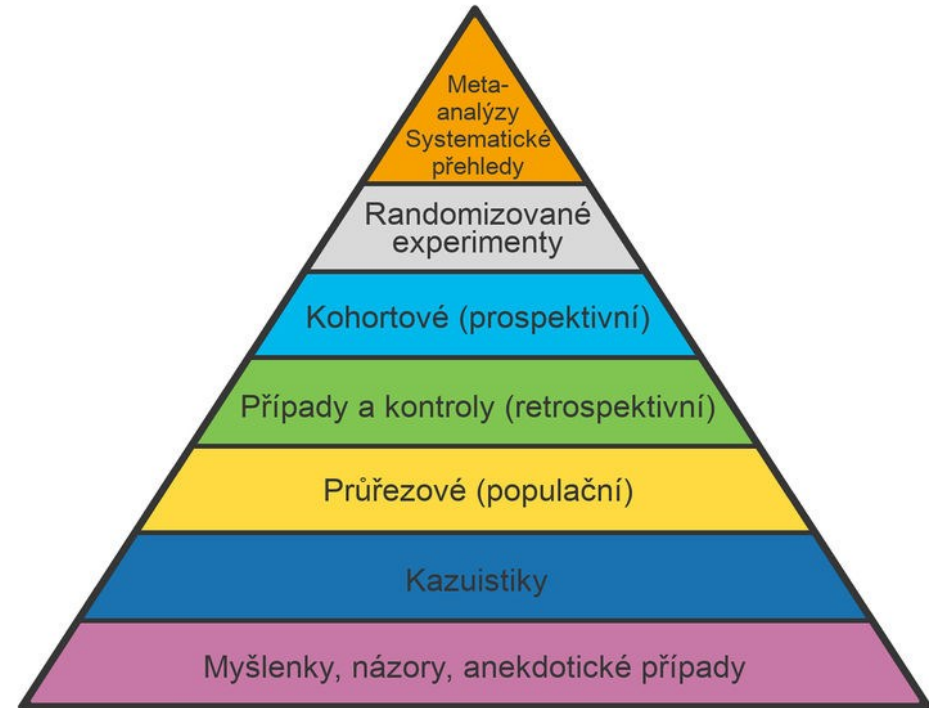 Meta-
analýzy
Systematické
přehledy
Randomizované
experimenty
Kohortové (prospektivní)
Případy a kontroly (retrospektivní)
Průřezové (populační)
Kazuistiky
Myšlenky, názory, anekdotické případy